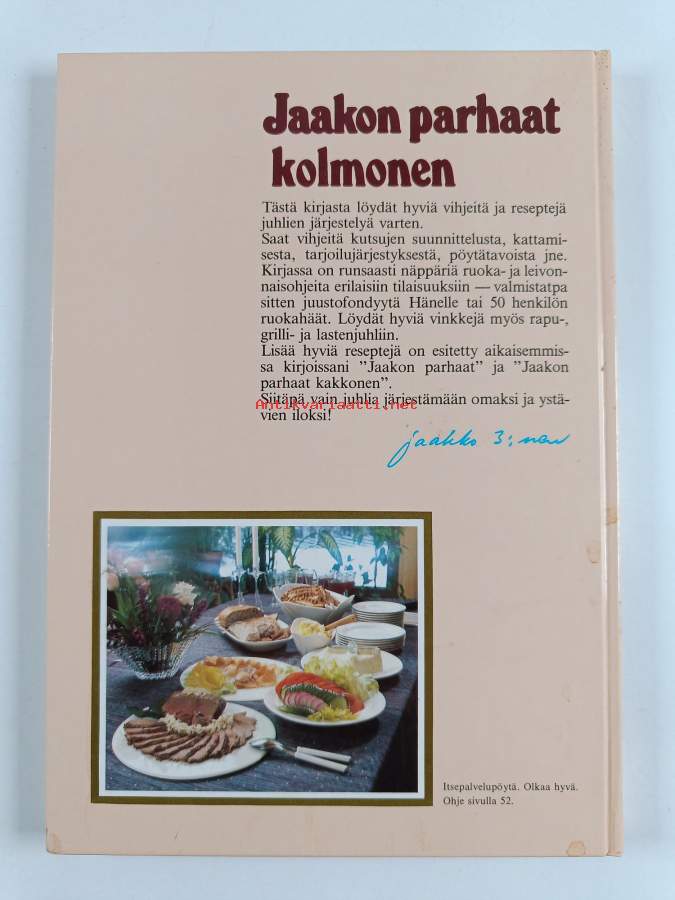 Jaakon parhaat
kolmonen
Tästä kirjasta löydät hyviä vihjeitä ja reseptejä
juhlien järjestelyä varten.
Saat vihjeitä kutsujen suunnittelusta, kattami-
sesta, tarjoilujärjestyksestä, pöytätavoista jne.
Kirjassa on runsaasti näppäriä ruoka- ja leivon-
naisohjeita erilaisiin tilaisuuksiin — valmistatpa
sitten juustofondyytä Hänelle tai 50 henkilön
ruokahäät. Löydät hyviä vinkkejä myös rapu-,
grilli- ja lastenjuhliin.
Lisää hyviä reseptejä on esitetty aikaisemmis-
sa kirjoissani ”Jaakon parhaat” ja ”Jaakon
parhaat kakkonen”.
Siitäpä vain juhlia järjestämään omaksi ja ystä-
Antikvariaatti.net
vien iloksi!
jaakko 3:nen
Itsepalvelupöytä. Olkaa hyvä.
Ohje sivulla 52.